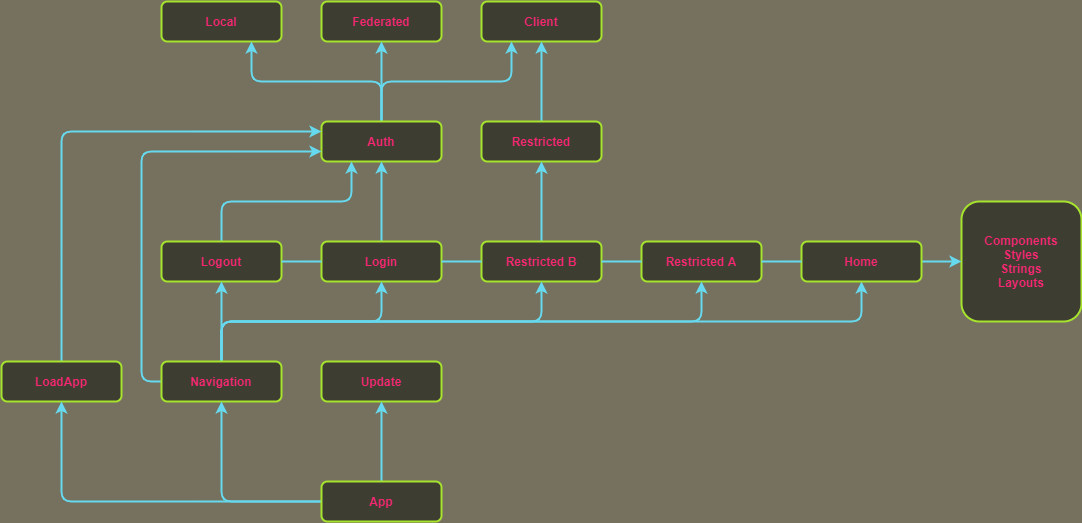 Local
Federated
Client
Auth
Restricted
Logout
Login
Restricted B
Restricted A
Home
Components
Styles
Strings
Layouts
LoadApp
Navigation
Update
App